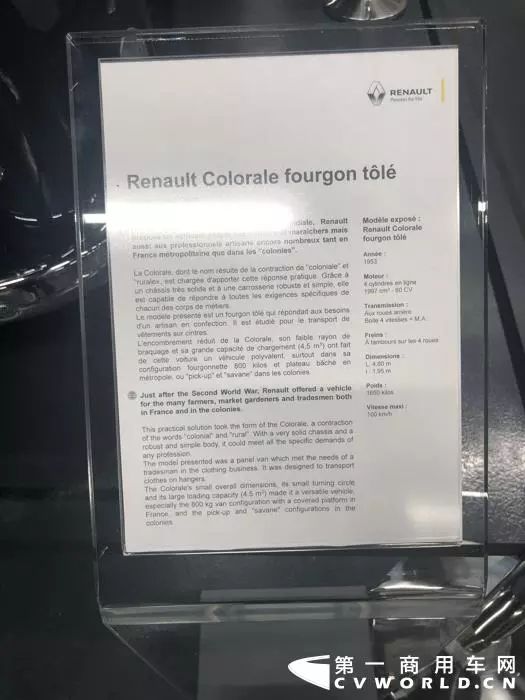 RENAULT
Passion for life
Renault Colorale fourgon tôlé
diale, Renault
maraîchers mais
aussi aux professionnels artisans encore nombreux tant en
France métropolitaine que dans les "colonies".
La Colorale, dont le nom résulte de la contraction de "coloniale" et
"rurale", est chargée d'apporter cette réponse pratique. Grâce à
un châssis très solide et à une carrosserie robuste et simple, elle
est capable de répondre à toutes les exigences spécifiques de
chacun des corps de métiers.
Le modèle présenté est un fourgon tôlé qui répondait aux besoins
d'un artisan en confection. Il est étudié pour le transport de
vêtements sur cintres.
L'encombrement réduit de la Colorale, son faible rayon de
braquage et sa grande capacité de chargement (4,5 m³) ont fait
de cette voiture un véhicule polyvalent, surtout dans sa
configuration fourgonnette 800 kilos et plateau bâché en
métropole, ou "pick-up" et "savane" dans les colonies.
Just after the Second World War, Renault offered a vehicle
for the many farmers, market gardeners and tradesmen both
in France and in the colonies.
This practical solution took the form of the Colorale, a contraction
of the words "colonial" and "rural". With a very solid chassis and a
robust and simple body, it could meet all the specific demands of
any profession.
The model presented was a panel van which met the needs of a
tradesman in the clothing business. It was designed to transport
clothes on hangers.
The Colorale's small overall dimensions, its small turning circle
and its large loading capacity (4.5 m³) made it a versatile vehicle,
especially the 800 kg van configuration with a covered platform in
France, and the pick-up and "savane" configurations in the
colonies.
Modèle exposé :
Renault Colorale
fourgon tôlé
Année :
1953
Moteur :
4 cylindres en ligne
1997 cm³ - 60 CV
Transmission :
Aux roues arrière
Boîte 4 vitesses + M.A.
Freins :
À tambours sur les 4 roues
Dimensions :
L : 4.60 m
l : 1.95 m
Poids :
1650 kilos
Vitesse maxi :
100 km/h
第一商用车网
CVWORLD.CN